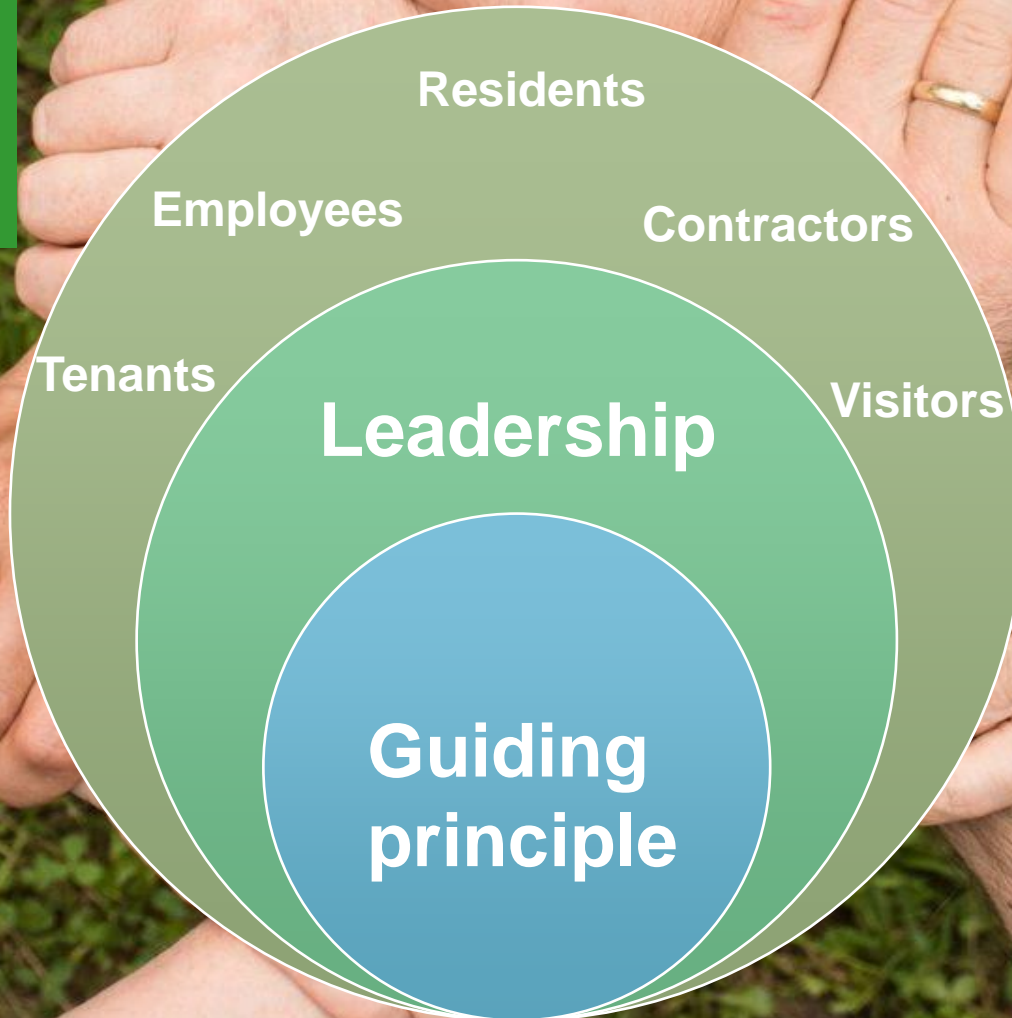 Residents
Employees
Contractors
Tenants
Visitors
Leadership
Guiding
principle